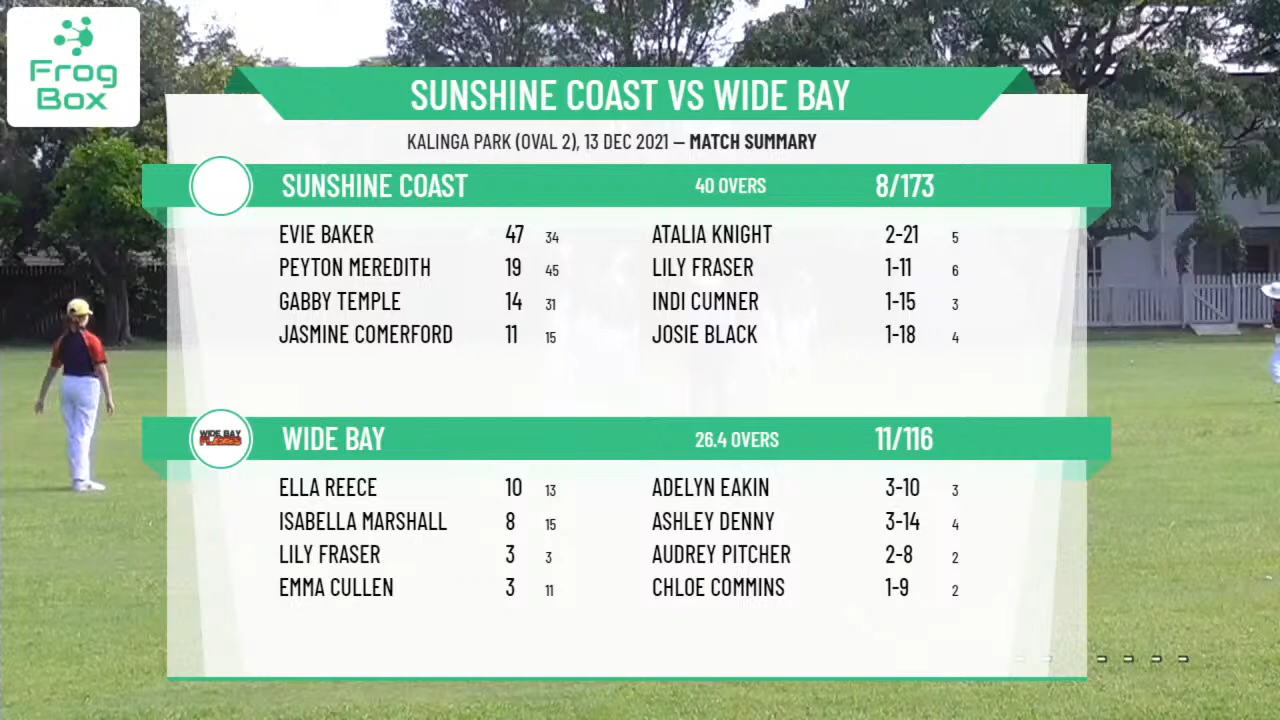 Frog
Box
SUNSHINE COAST VS WIDE BAY
KALINGA PARK (OVAL 2), 13 DEC 2021 – MATCH SUMMARY
SUNSHINE COAST 40 OVERS 8/173
EVIE BAKER 47 34 ATALIA KNIGHT 2-21 5
PEYTON MEREDITH 19 45 LILY FRASER 1-11 6
GABBY TEMPLE 14 31 INDI CUMNER 1-15 3
JASMINE COMERFORD 11 15 JOSIE BLACK 1-18 4
WIDE BAY
WIDE BAY 26.4 OVERS 11/116
ELLA REECE 10 13 ADELYN EAKIN 3-10 3
ISABELLA MARSHALL 8 15 ASHLEY DENNY 3-14 4
LILY FRASER 3 3 AUDREY PITCHER 2-8 2
EMMA CULLEN 3 11 CHLOE COMMINS 1-9 2